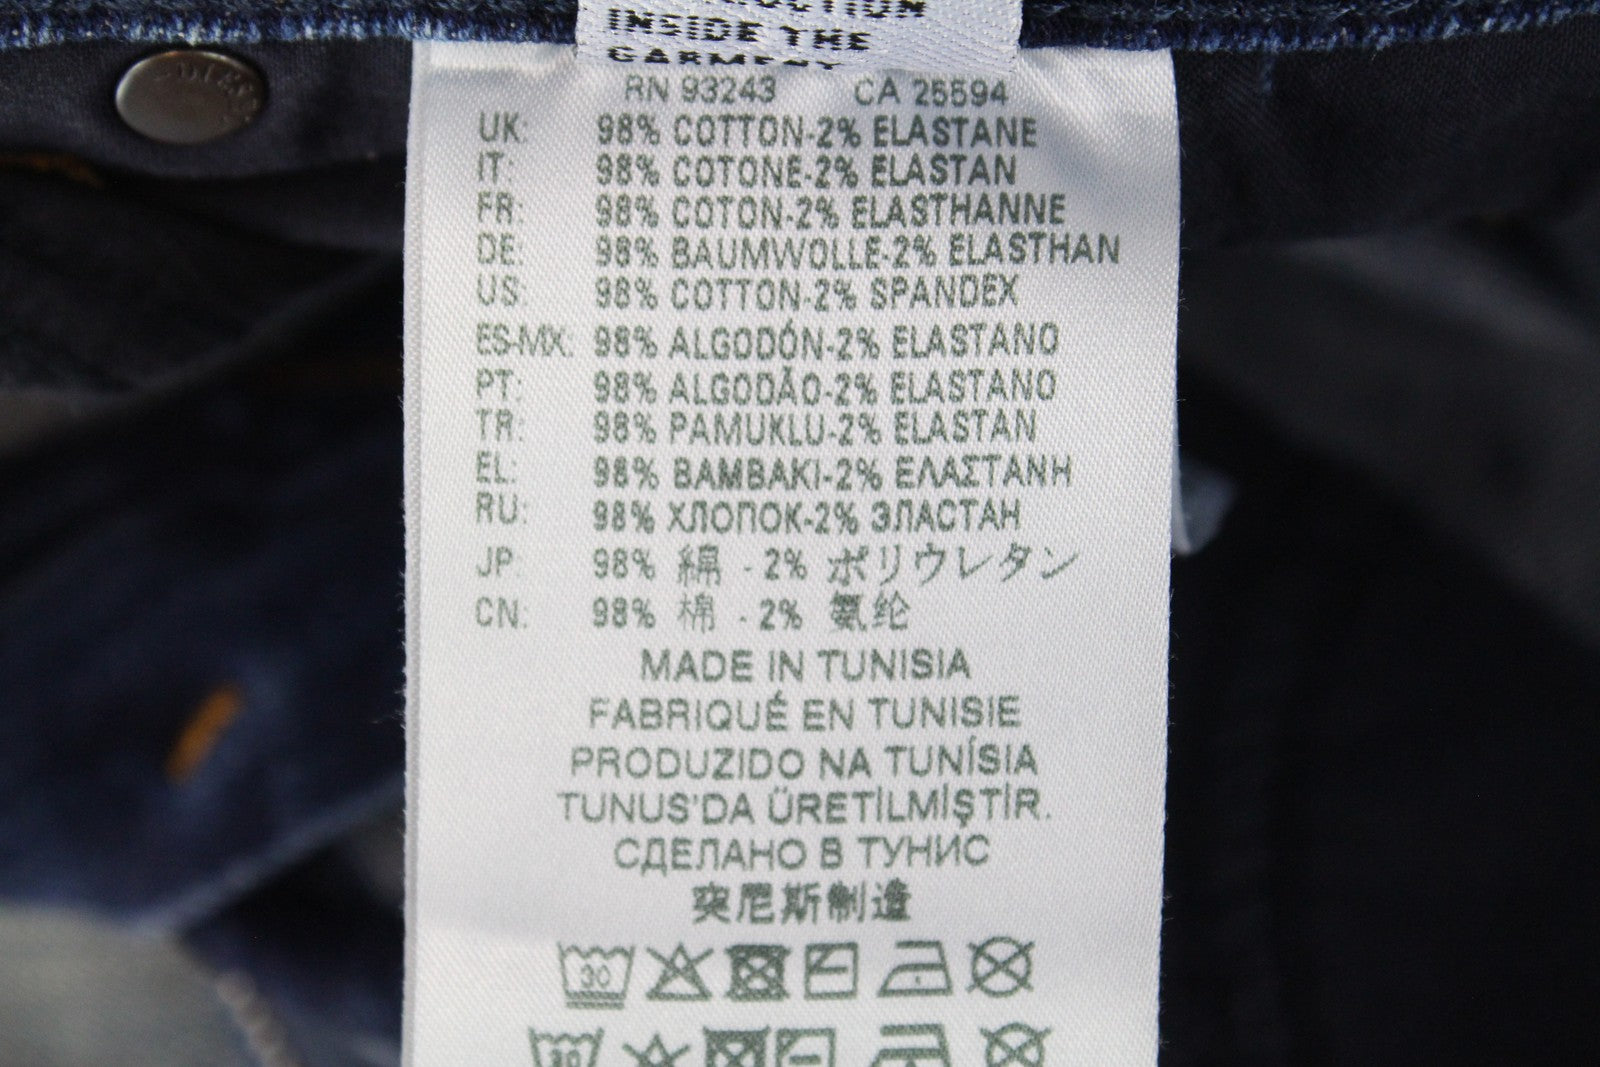 INSIDE THE
GARMENT
RN 93243 CA 25594
UK: 98% COTTON-2% ELASTANE
IT: 98% COTONE-2% ELASTAN
FR: 98% COTON-2% ELASTHANNE
DE: 98% BAUMWOLLE-2% ELASTHAN
US: 98% COTTON-2% SPANDEX
ES-MX: 98% ALGODÓN-2% ELASTANO
PT: 98% ALGODÃO-2% ELASTANO
TR: 98% PAMUKLU-2% ELASTAN
EL: 98% ΒΑΜΒΑΚΙ-2% ΕΛΑΣΤΑΝΗ
RU: 98% ХЛОПОК-2% ЭЛАСТАН
JP: 98% 綿 - 2% ポリウレタン
CN: 98% 棉 - 2% 氨纶
MADE IN TUNISIA
FABRIQUÉ EN TUNISIE
PRODUZIDO NA TUNÍSIA
TUNUS'DA ÜRETİLMİŞTİR.
СДЕЛАНО В ТУНИС
突尼斯制造
30
30